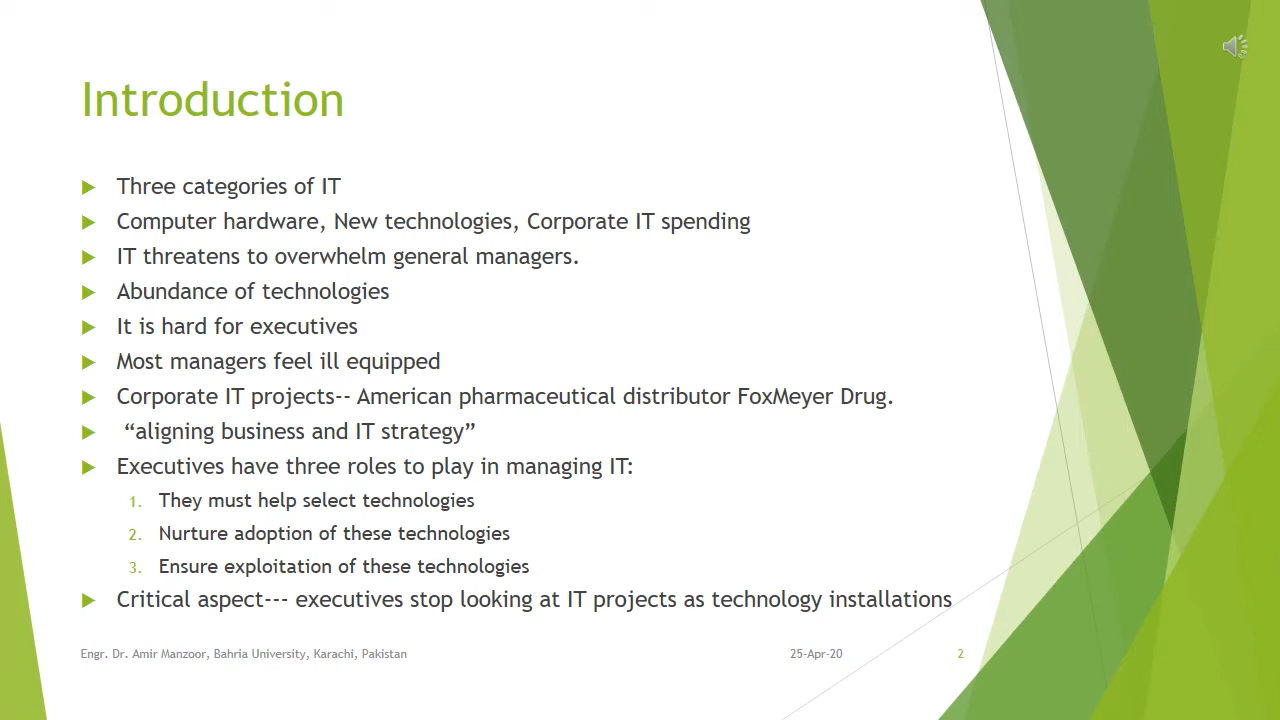 Introduction
Three categories of IT
Computer hardware, New technologies, Corporate IT spending
IT threatens to overwhelm general managers.
Abundance of technologies
It is hard for executives
Most managers feel ill equipped
Corporate IT projects-- American pharmaceutical distributor FoxMeyer Drug.
“aligning business and IT strategy”
Executives have three roles to play in managing IT:
1. They must help select technologies
2. Nurture adoption of these technologies
3. Ensure exploitation of these technologies
Critical aspect--- executives stop looking at IT projects as technology installations
Engr. Dr. Amir Manzoor, Bahria University, Karachi, Pakistan 25-Apr-20 2